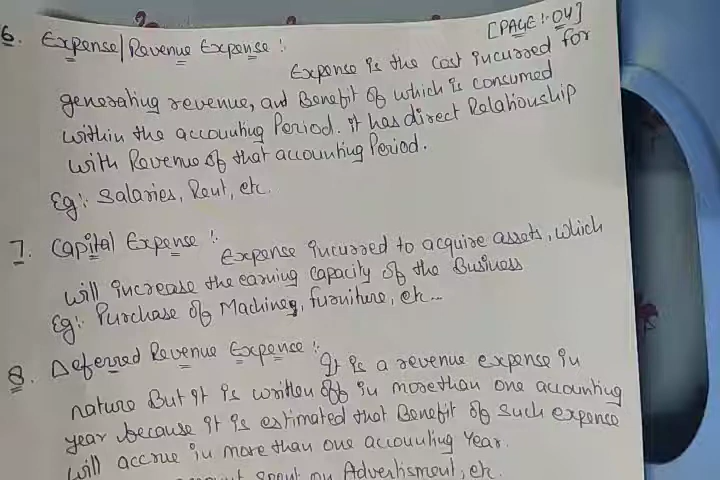 [PAGE:04]
6. Expense/Revenue Expense:
Expense is the cost incurred for
generating revenue, and Benefit of which is consumed
within the accounting Period. it has direct Relationship
with Revenue of that accounting Period.
Eg: Salaries, Rent, etc.
7. Capital Expense:
Expense incurred to acquire assets, which
will increase the earning capacity of the Business
Eg: Purchase of Machines, furniture, etc...
8. Deferred Revenue Expense:
It is a revenue expense in
nature But it is written off in more than one accounting
year because it is estimated that Benefit of such expense
will accrue in more than one accounting Year.
spent on Advertisment, etc.